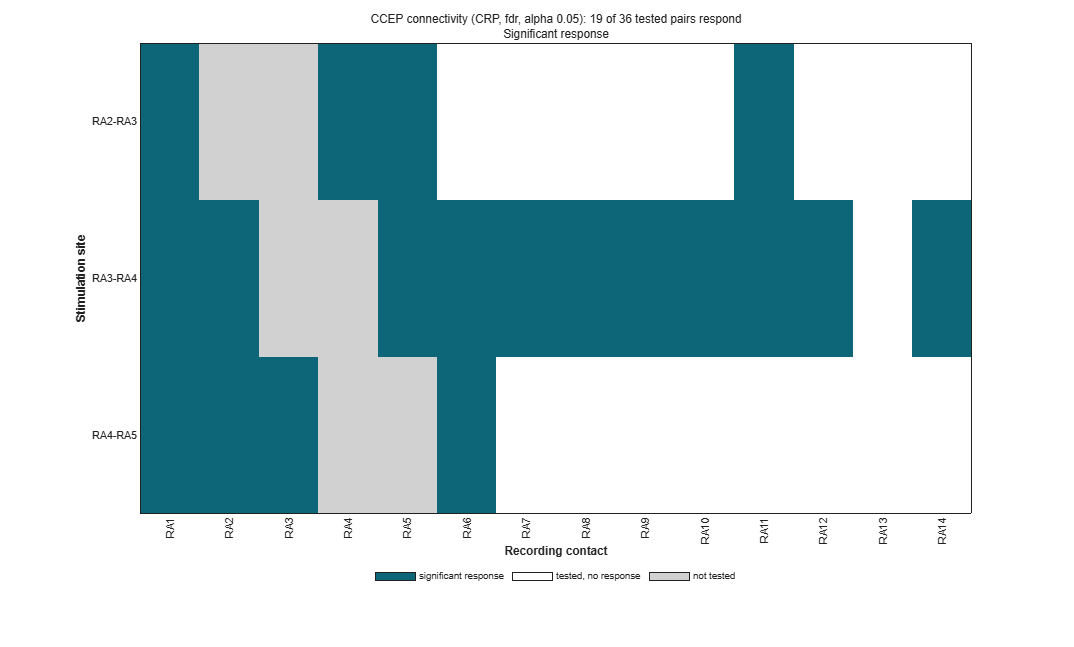 CCEP connectivity (CRP, fdr, alpha 0.05): 19 of 36 tested pairs respond
Significant response
Stimulation site
RA2-RA3
RA3-RA4
RA4-RA5
RA1 RA2 RA3 RA4 RA5 RA6 RA7 RA8 RA9 RA10 RA11 RA12 RA13 RA14
Recording contact
significant response tested, no response not tested